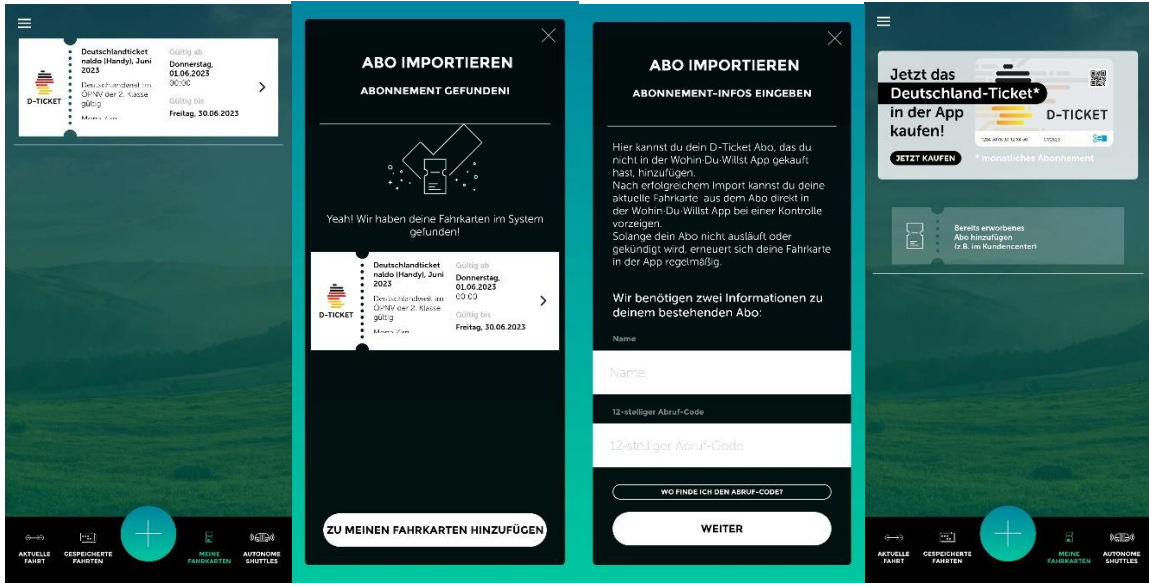 Deutschlandticket
naldo (Handy), Juni
2023
Deutschlandweit im
ÖPNV der 2. Klasse
gültig
Gültig ab
Donnerstag,
01.06.2023
00:00
Gültig bis
Freitag, 30.06.2023
D-TICKET
AKTUELLE
FAHRT
GESPEICHERTE
FAHRTEN
MEINE
FAHRKARTEN
AUTONOME
SHUTTLES
ABO IMPORTIEREN
ABONNEMENT GEFUNDEN!
Yeah! Wir haben deine Fahrkarten im System
gefunden!
Deutschlandticket
naldo (Handy), Juni
2023
Deutschlandweit im
ÖPNV der 2. Klasse
gültig
Gültig ab
Donnerstag,
01.06.2023
00:00
Gültig bis
Freitag, 30.06.2023
D-TICKET
ZU MEINEN FAHRKARTEN HINZUFÜGEN
ABO IMPORTIEREN
ABONNEMENT-INFOS EINGEBEN
Hier kannst du dein D-Ticket Abo, das du
nicht in der Wohin·Du·Willst App gekauft
hast, hinzufügen.
Nach erfolgreichem Import kannst du deine
aktuelle Fahrkarte aus dem Abo direkt in
der Wohin·Du·Willst App bei einer Kontrolle
vorzeigen.
Solange dein Abo nicht ausläuft oder
gekündigt wird, erneuert sich deine Fahrkarte
in der App regelmäßig.
Wir benötigen zwei Informationen zu
deinem bestehenden Abo:
Name
Name
12-stelliger Abruf-Code
12-stelliger Abruf-Code
WO FINDE ICH DEN ABRUF-CODE?
WEITER
Jetzt das
Deutschland-Ticket*
in der App
kaufen!
D-TICKET
JETZT KAUFEN
* monatliches Abonnement
Bereits erworbenes
Abo hinzufügen
(z.B. im Kundencenter)
AKTUELLE
FAHRT
GESPEICHERTE
FAHRTEN
MEINE
FAHRKARTEN
AUTONOME
SHUTTLES